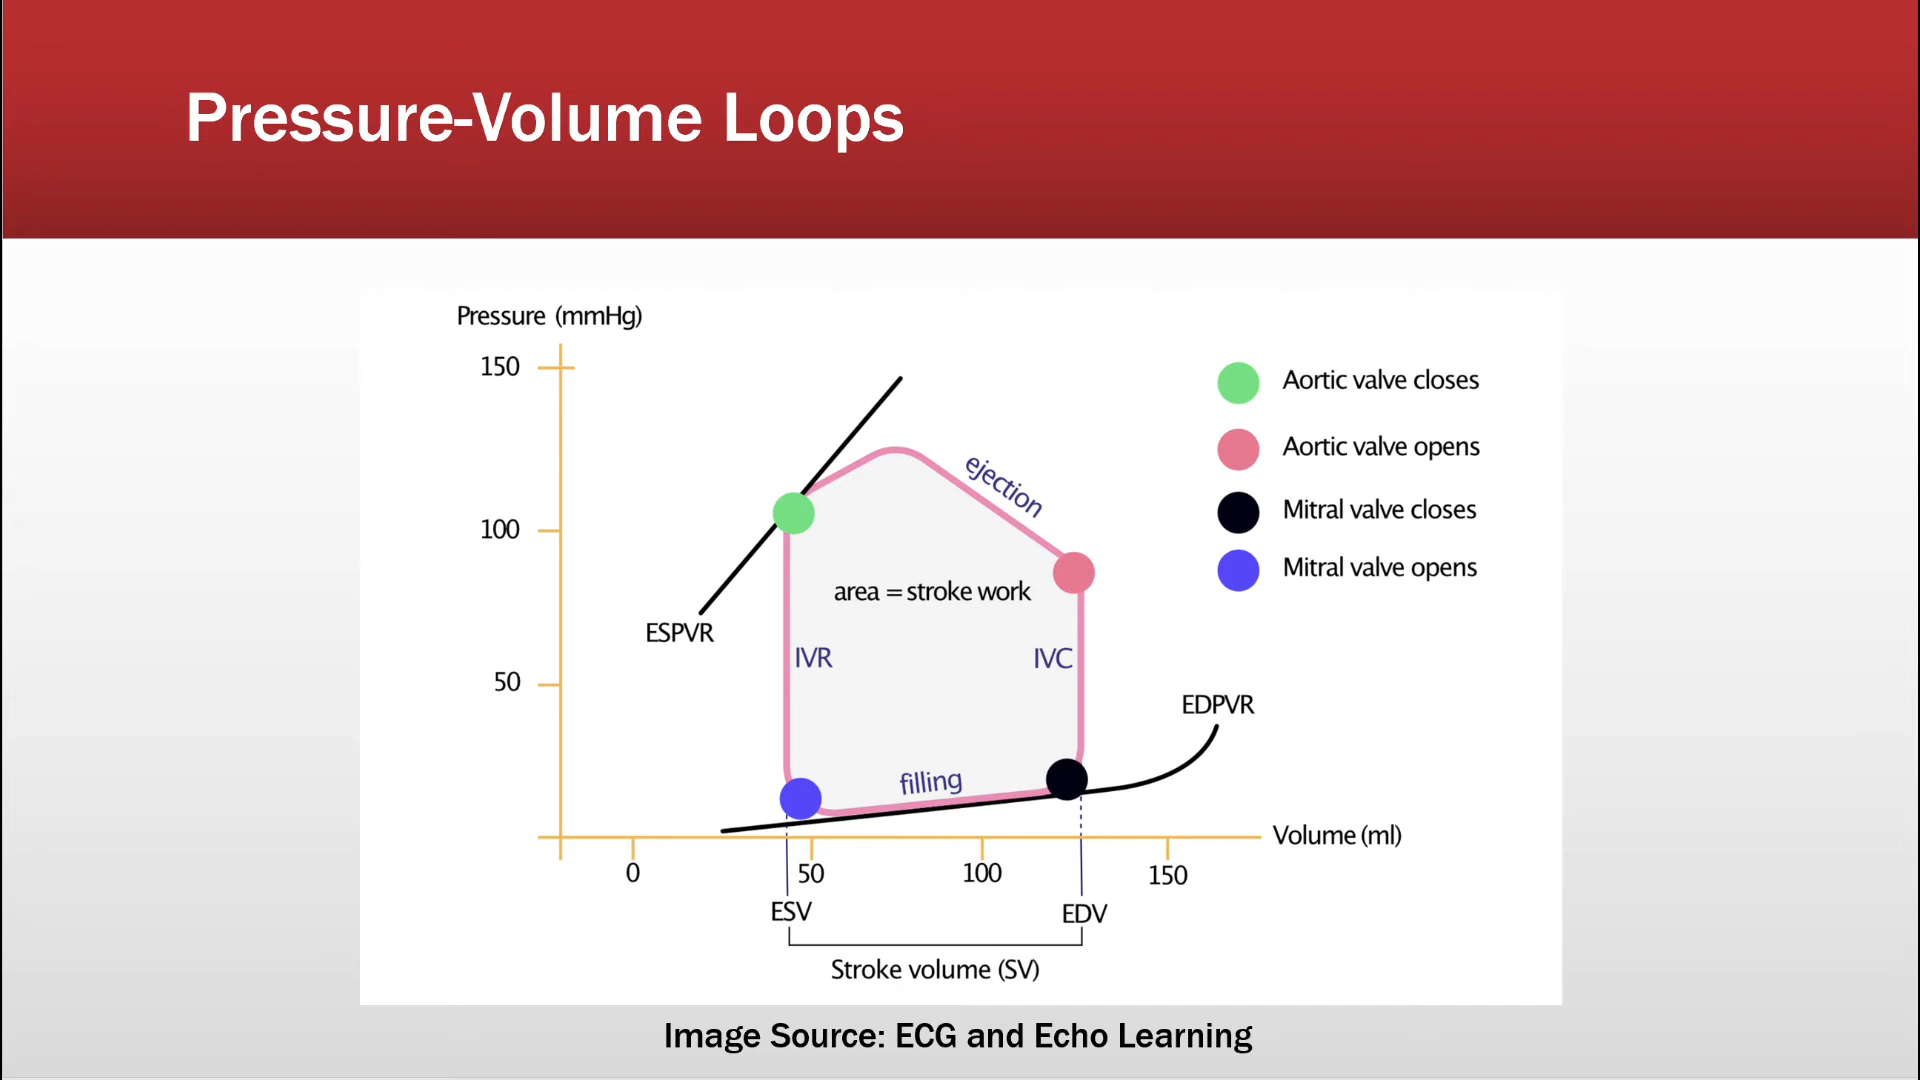 Pressure-Volume Loops
Pressure (mmHg)
150
100
50
ESPVR
ejection
area = stroke work
IVR
IVC
filling
EDPVR
Aortic valve closes
Aortic valve opens
Mitral valve closes
Mitral valve opens
Volume (ml)
0
50
100
150
ESV
EDV
Stroke volume (SV)
Image Source: ECG and Echo Learning